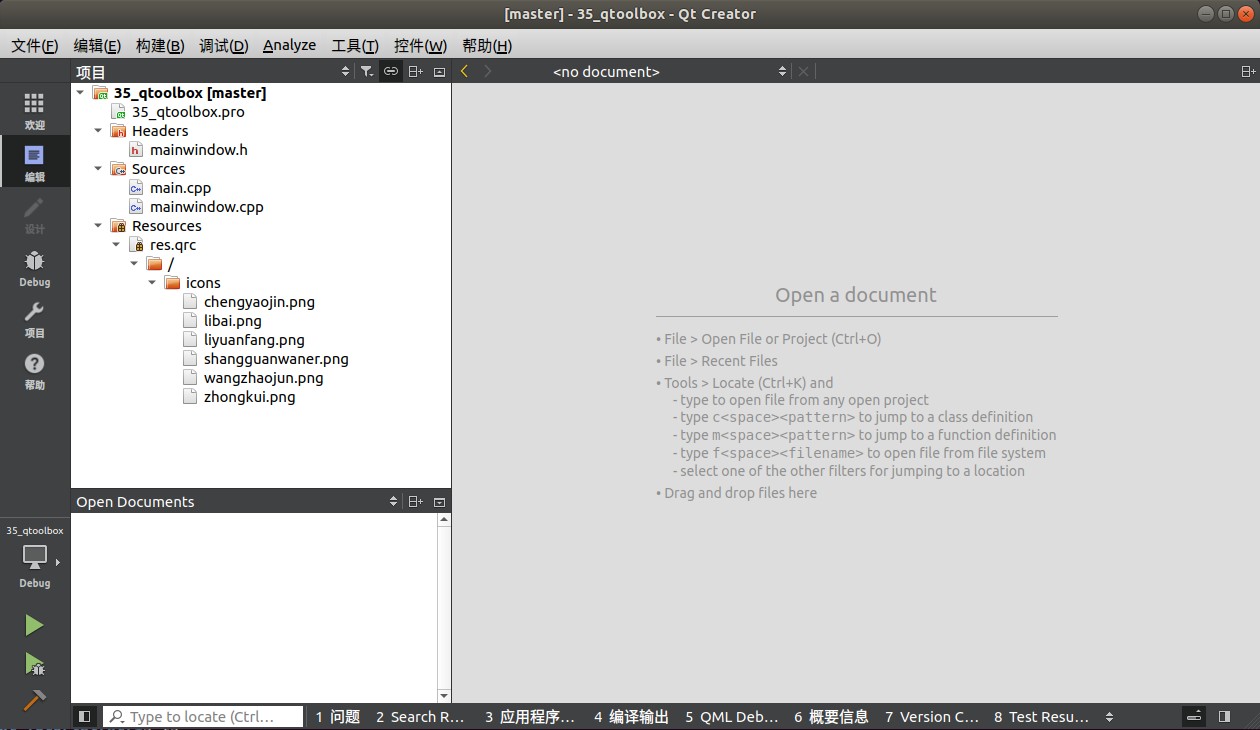 [master] - 35_qtoolbox - Qt Creator
文件(F) 编辑(E) 构建(B) 调试(D) Analyze 工具(T) 控件(W) 帮助(H)
项目
<no document>
欢迎
编辑
设计
Debug
项目
帮助
35_qtoolbox [master]
35_qtoolbox.pro
Headers
mainwindow.h
Sources
main.cpp
mainwindow.cpp
Resources
res.qrc
/
icons
chengyaojin.png
libai.png
liyuanfang.png
shangguanwaner.png
wangzhaojun.png
zhongkui.png
Open a document
• File > Open File or Project (Ctrl+O)
• File > Recent Files
• Tools > Locate (Ctrl+K) and
- type to open file from any open project
- type c<space><pattern> to jump to a class definition
- type m<space><pattern> to jump to a function definition
- type f<space><filename> to open file from file system
- select one of the other filters for jumping to a location
• Drag and drop files here
Open Documents
35_qtoolbox
Debug
Type to locate (Ctrl...
1 问题 2 Search R... 3 应用程序... 4 编译输出 5 QML Deb... 6 概要信息 7 Version C... 8 Test Resu...